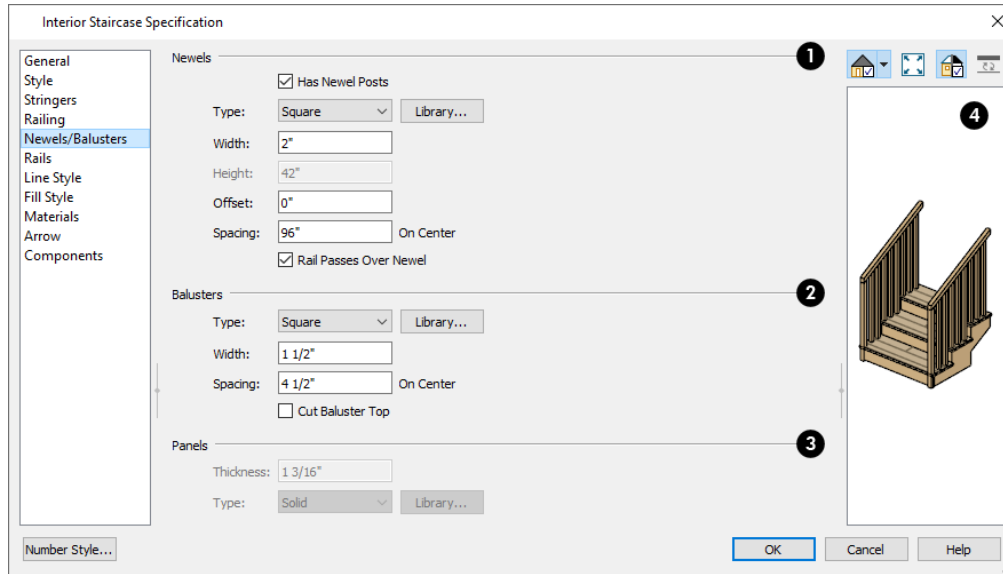 Interior Staircase Specification
General
Style
Stringers
Railing
Newels/Balusters
Rails
Line Style
Fill Style
Materials
Arrow
Components
Newels
1
Has Newel Posts
Type: Square Library...
Width: 2"
Height: 42"
Offset: 0"
Spacing: 96" On Center
Rail Passes Over Newel
Balusters
2
Type: Square Library...
Width: 1 1/2"
Spacing: 4 1/2" On Center
Cut Baluster Top
Panels
3
Thickness: 1 3/16"
Type: Solid Library...
4
Number Style...
OK Cancel Help